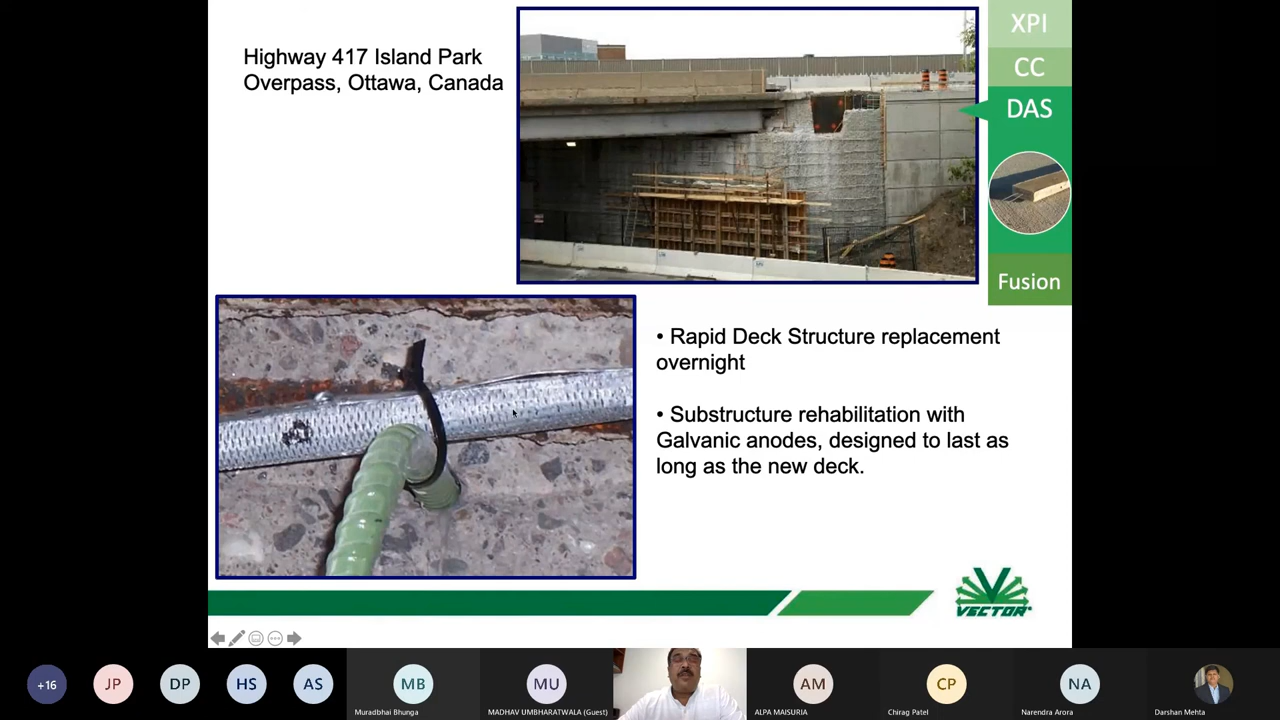 Highway 417 Island Park
Overpass, Ottawa, Canada
XPI
CC
DAS
Fusion
• Rapid Deck Structure replacement
overnight
• Substructure rehabilitation with
Galvanic anodes, designed to last as
long as the new deck.
VECTOR
+16
JP
DP
HS
AS
MB
MU
AM
CP
NA
Muradbhai Bhunga
MADHAV UMBHARATWALA (Guest)
ALPA MAISURIA
Chirag Patel
Narendra Arora
Darshan Mehta